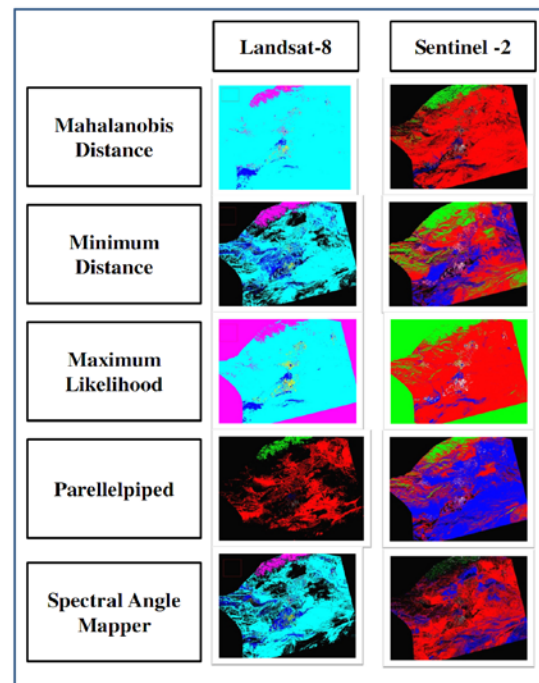 Landsat-8
Sentinel -2
Mahalanobis
Distance
Minimum
Distance
Maximum
Likelihood
Parellelpiped
Spectral Angle
Mapper